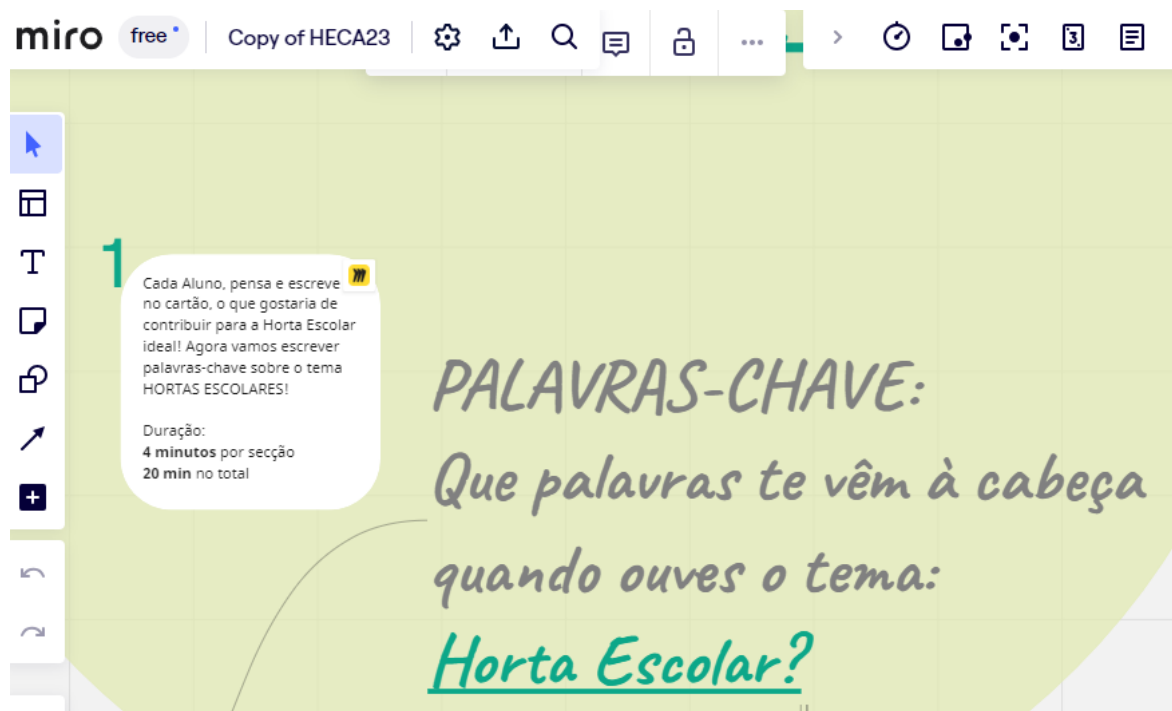 miro free Copy of HECA23
1
Cada Aluno, pensa e escreve
no cartão, o que gostaria de
contribuir para a Horta Escolar
ideal! Agora vamos escrever
palavras-chave sobre o tema
HORTAS ESCOLARES!
Duração:
4 minutos por secção
20 min no total
PALAVRAS-CHAVE:
Que palavras te vêm à cabeça
quando ouves o tema:
Horta Escolar?